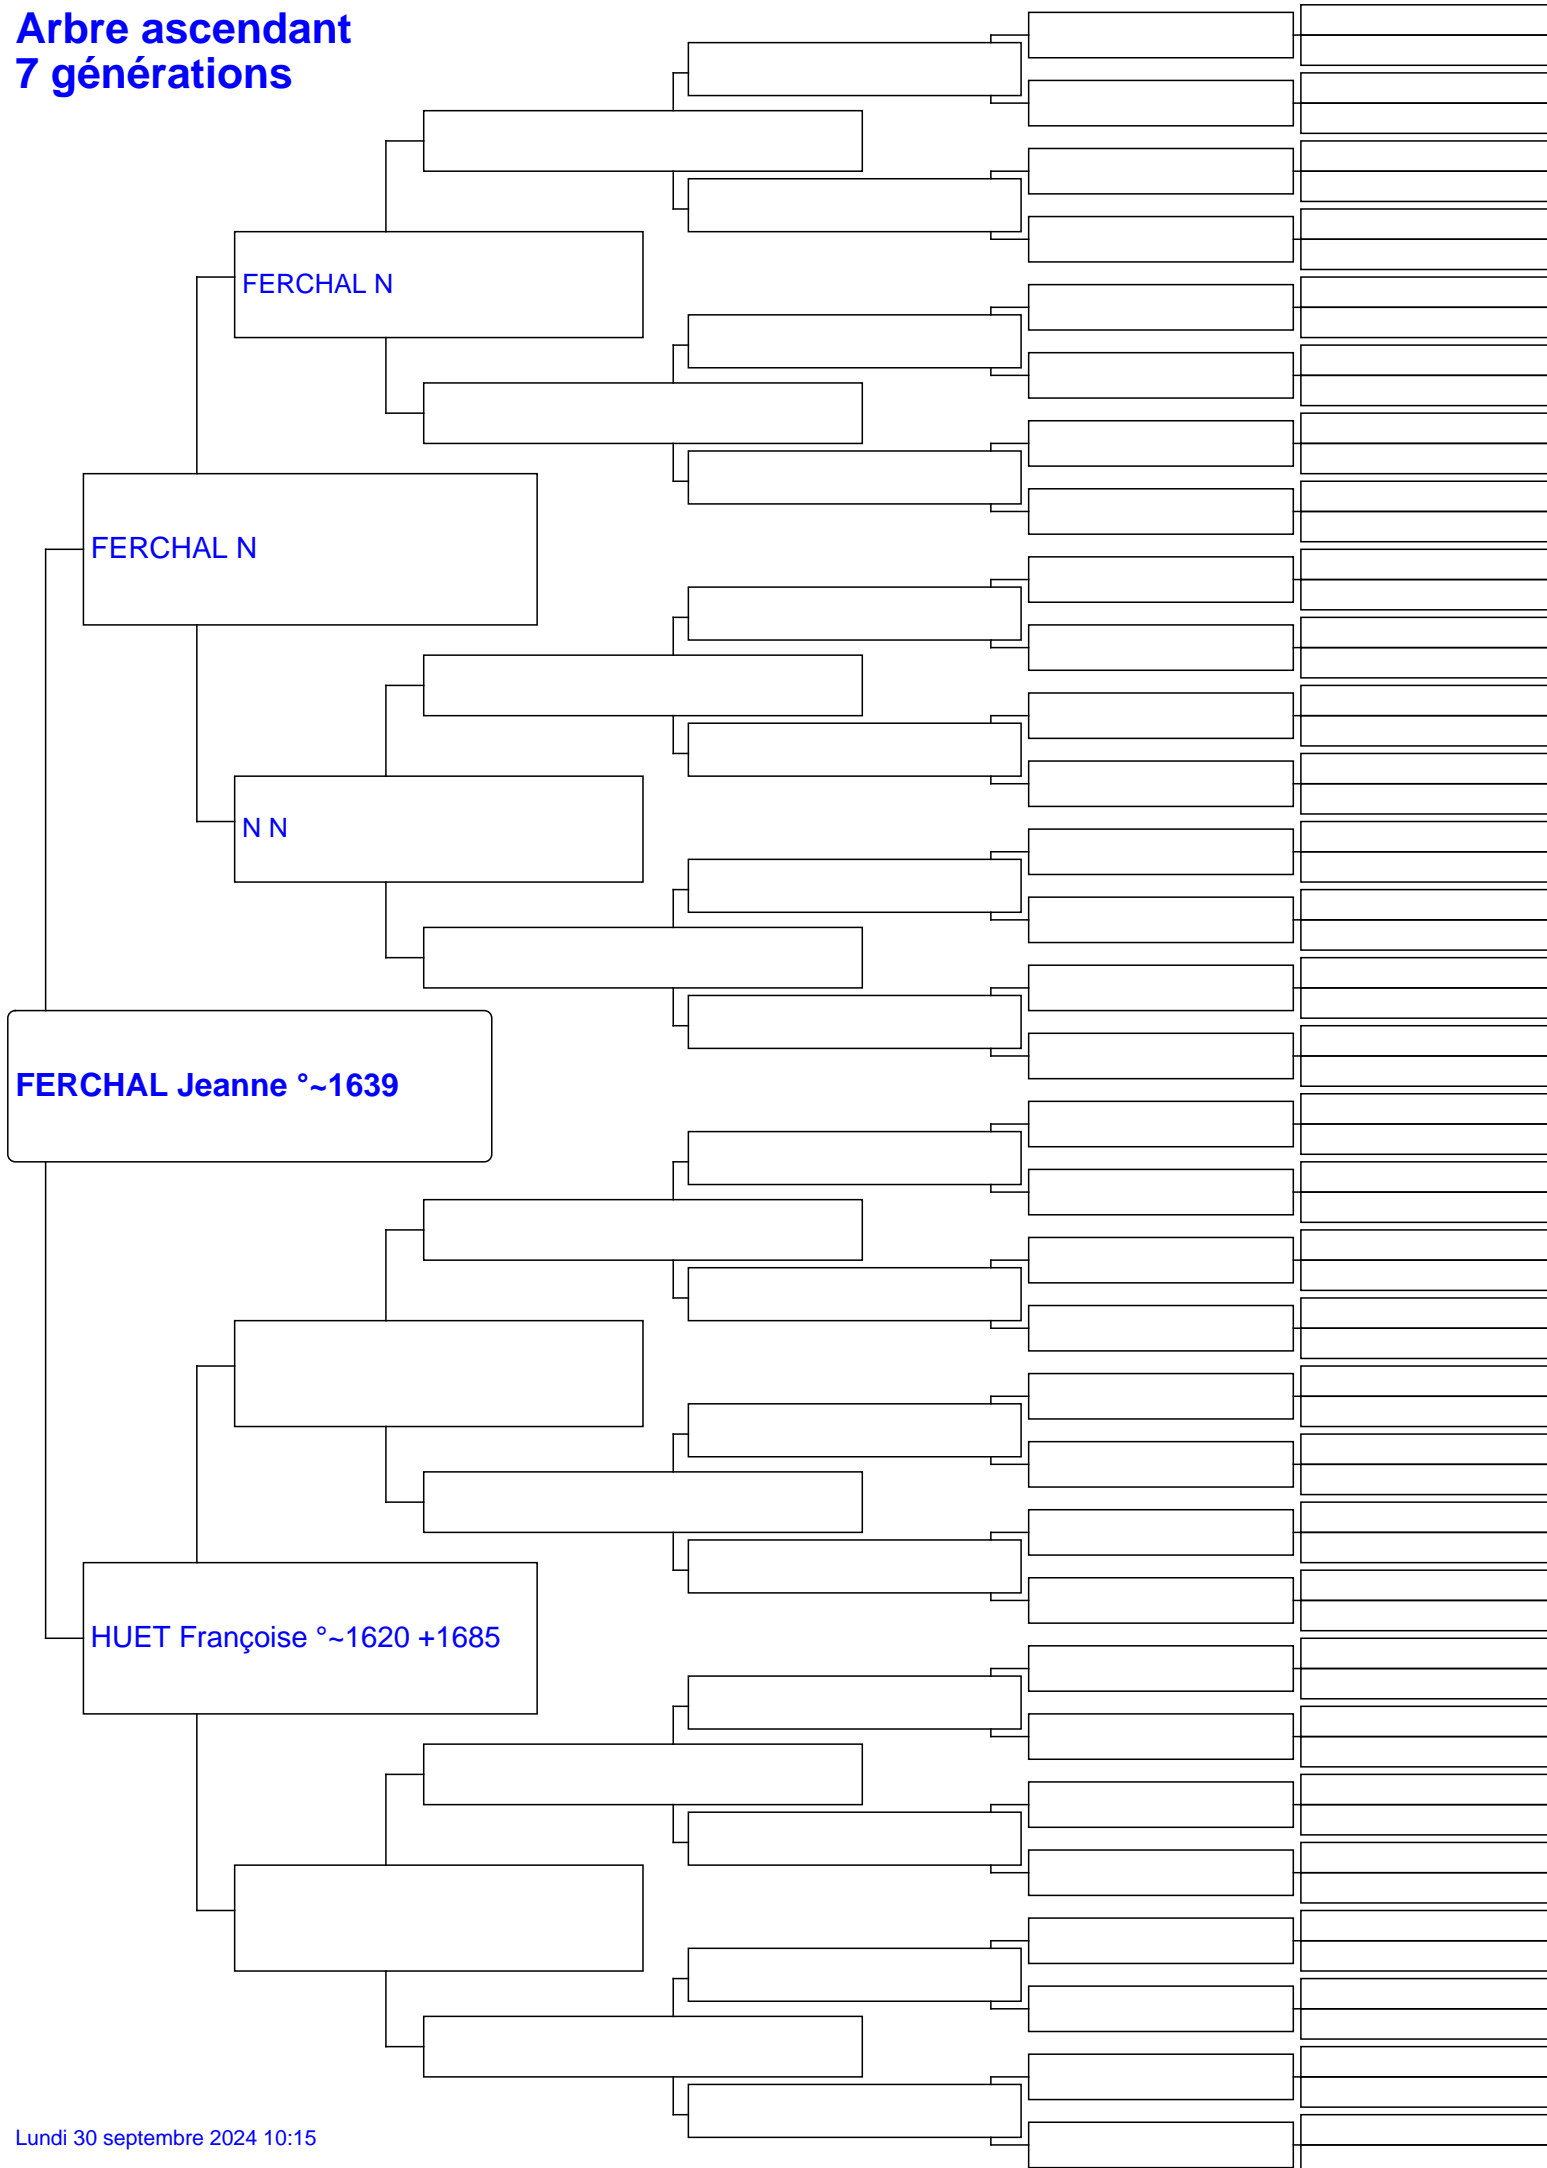 Arbre ascendant
7 générations
FERCHAL N
FERCHAL N
N N
FERCHAL Jeanne °~1639
HUET Françoise °~1620 +1685
Lundi 30 septembre 2024 10:15